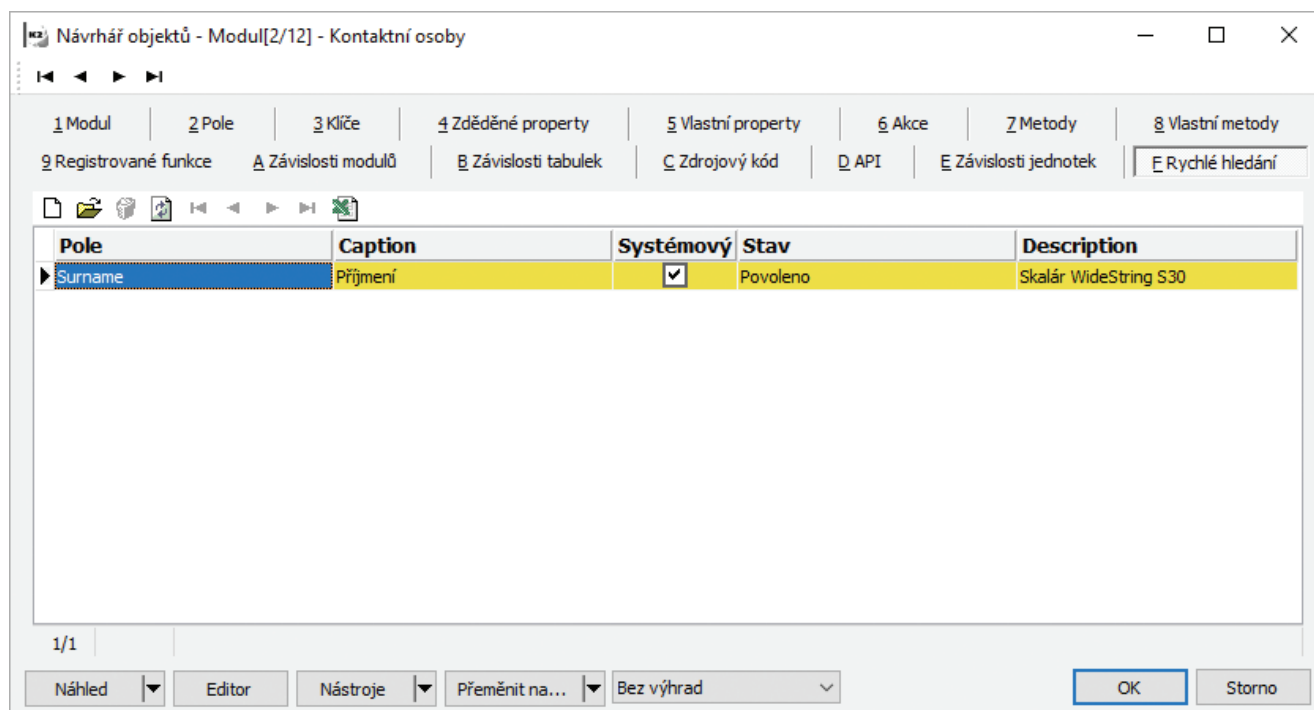 K2 Návrhář objektů - Modul[2/12] - Kontaktní osoby
1 Modul 2 Pole 3 Klíče 4 Zděděné property 5 Vlastní property 6 Akce 7 Metody 8 Vlastní metody
9 Registrované funkce A Závislosti modulů B Závislosti tabulek C Zdrojový kód D API E Závislosti jednotek F Rychlé hledání
Pole Caption Systémový Stav Description
Surname Příjmení Povoleno Skalár WideString S30
1/1
Náhled Editor Nástroje Přeměnit na... Bez výhrad OK Storno